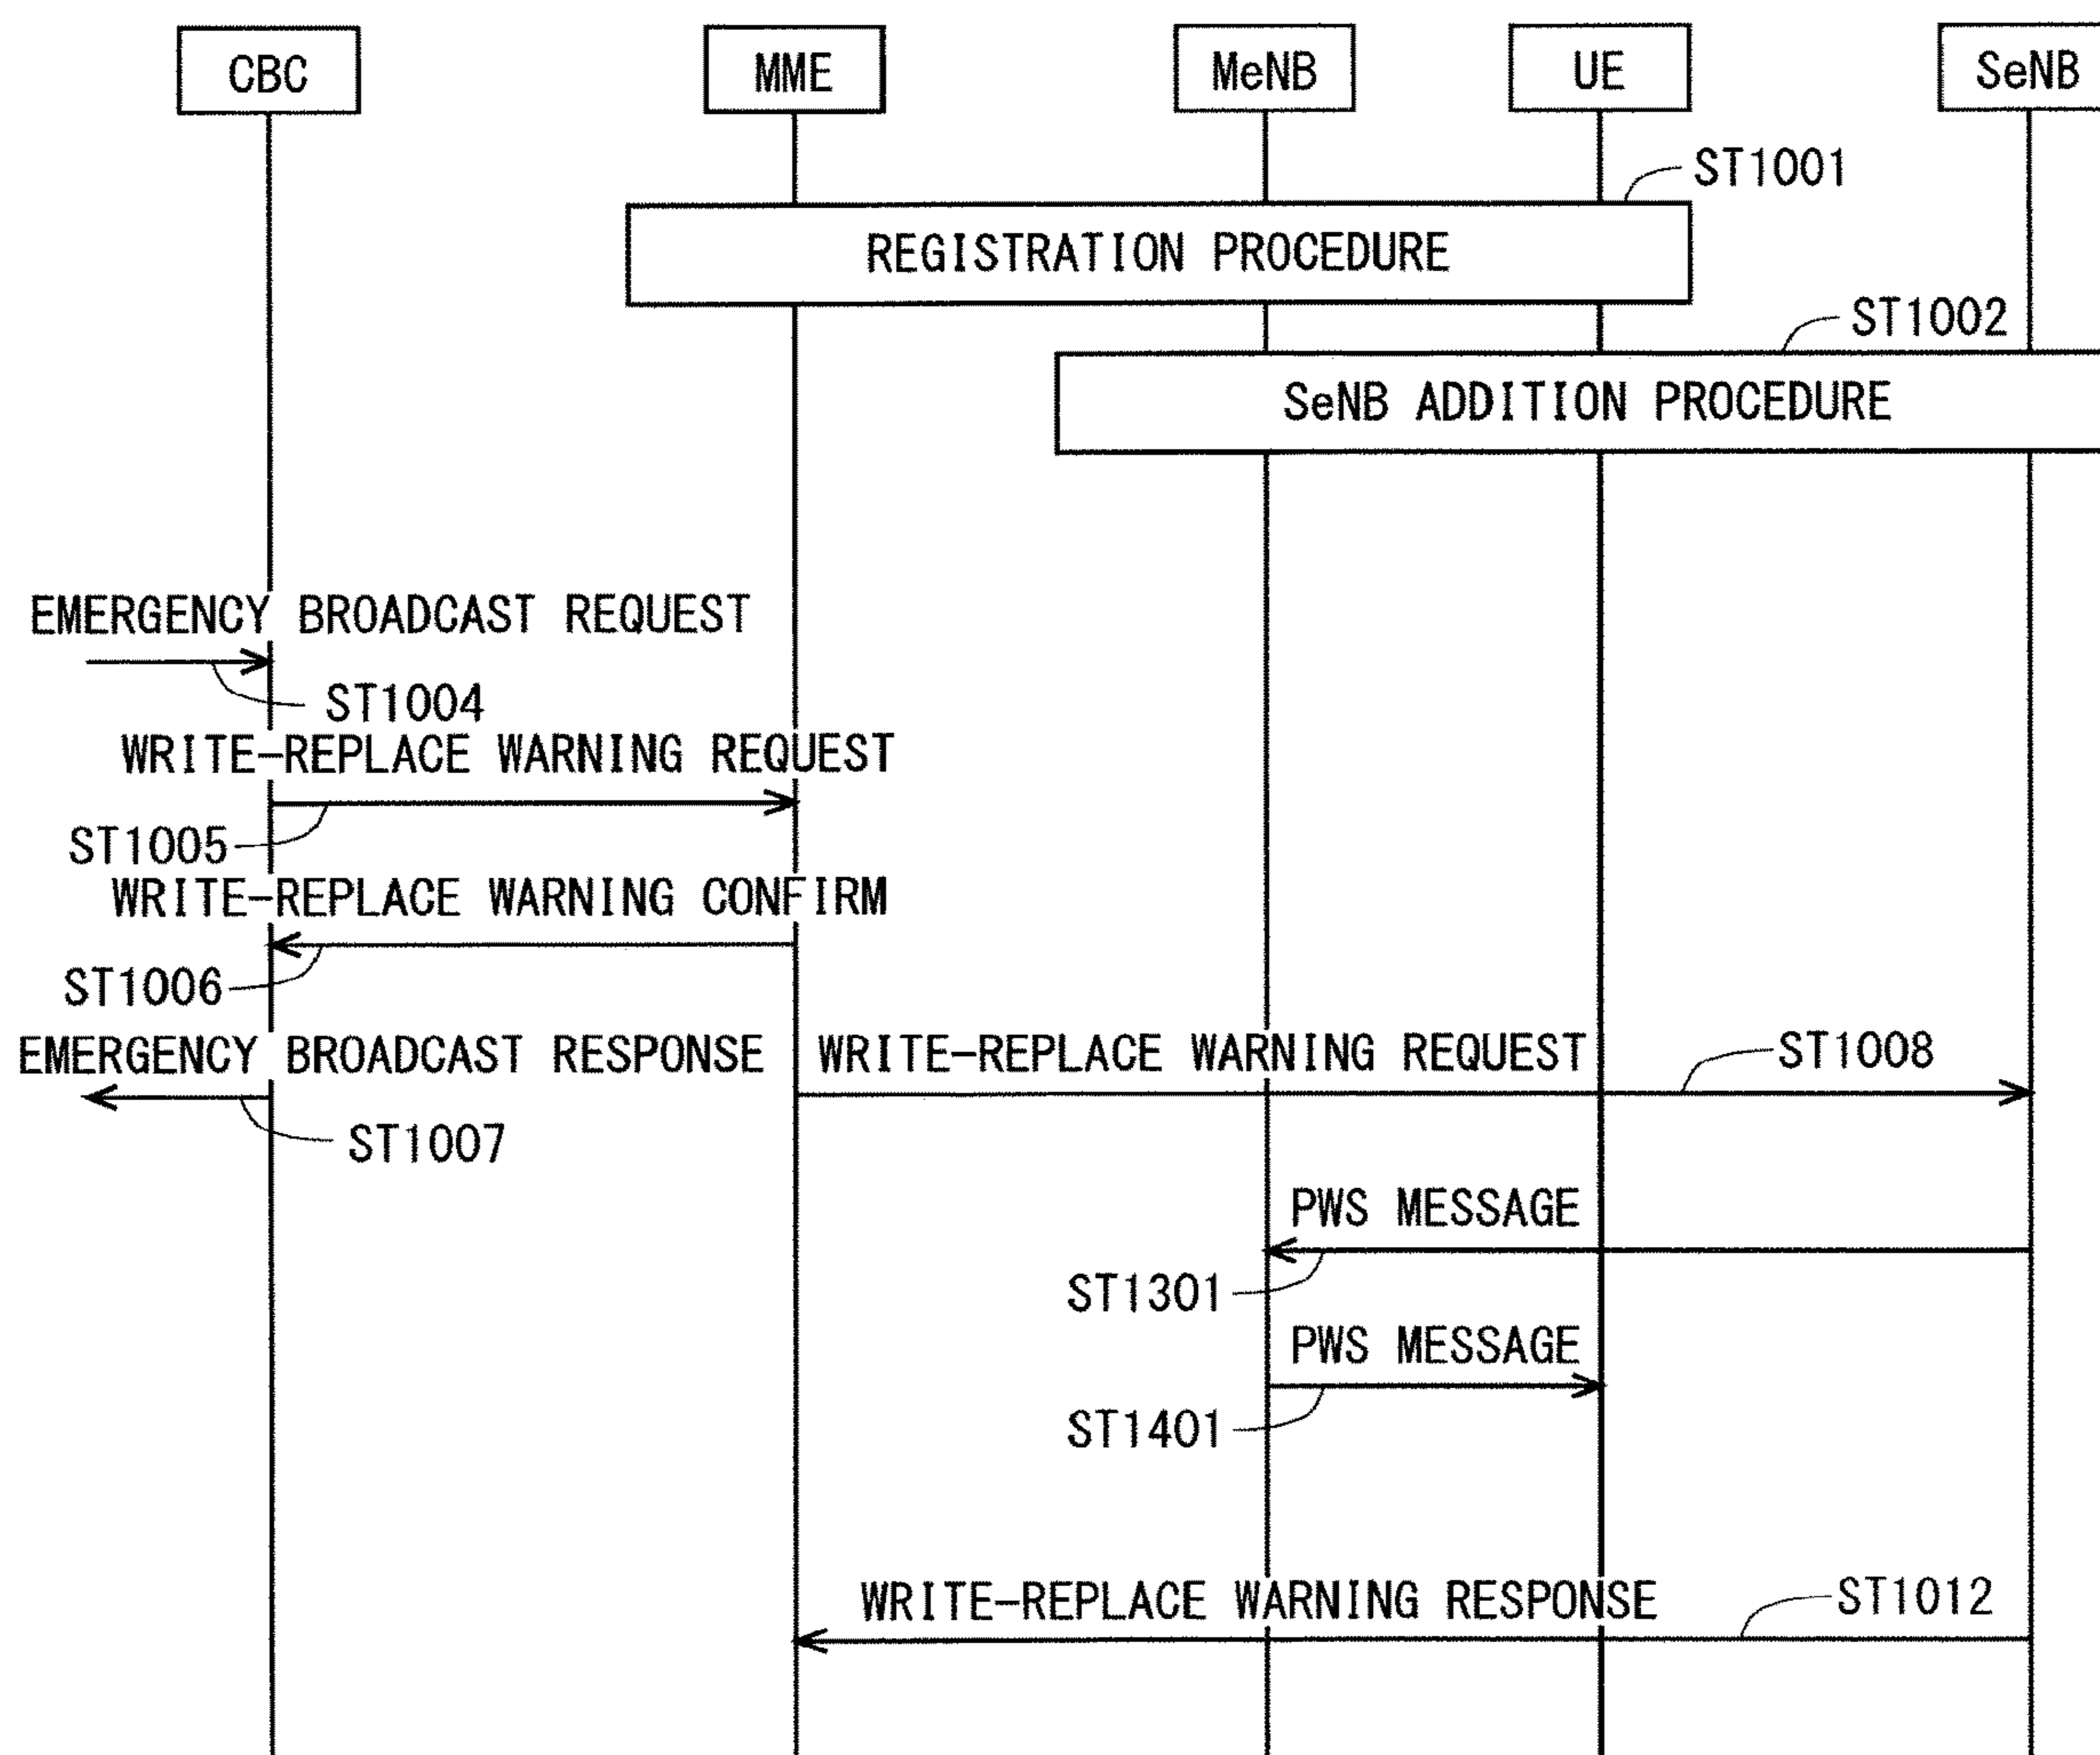 CBC
MME
MeNB
UE
SeNB
ST1001
REGISTRATION PROCEDURE
ST1002
SeNB ADDITION PROCEDURE
EMERGENCY BROADCAST REQUEST
ST1004
WRITE-REPLACE WARNING REQUEST
ST1005
WRITE-REPLACE WARNING CONFIRM
ST1006
EMERGENCY BROADCAST RESPONSE
WRITE-REPLACE WARNING REQUEST
ST1008
ST1007
PWS MESSAGE
ST1301
PWS MESSAGE
ST1401
WRITE-REPLACE WARNING RESPONSE
ST1012